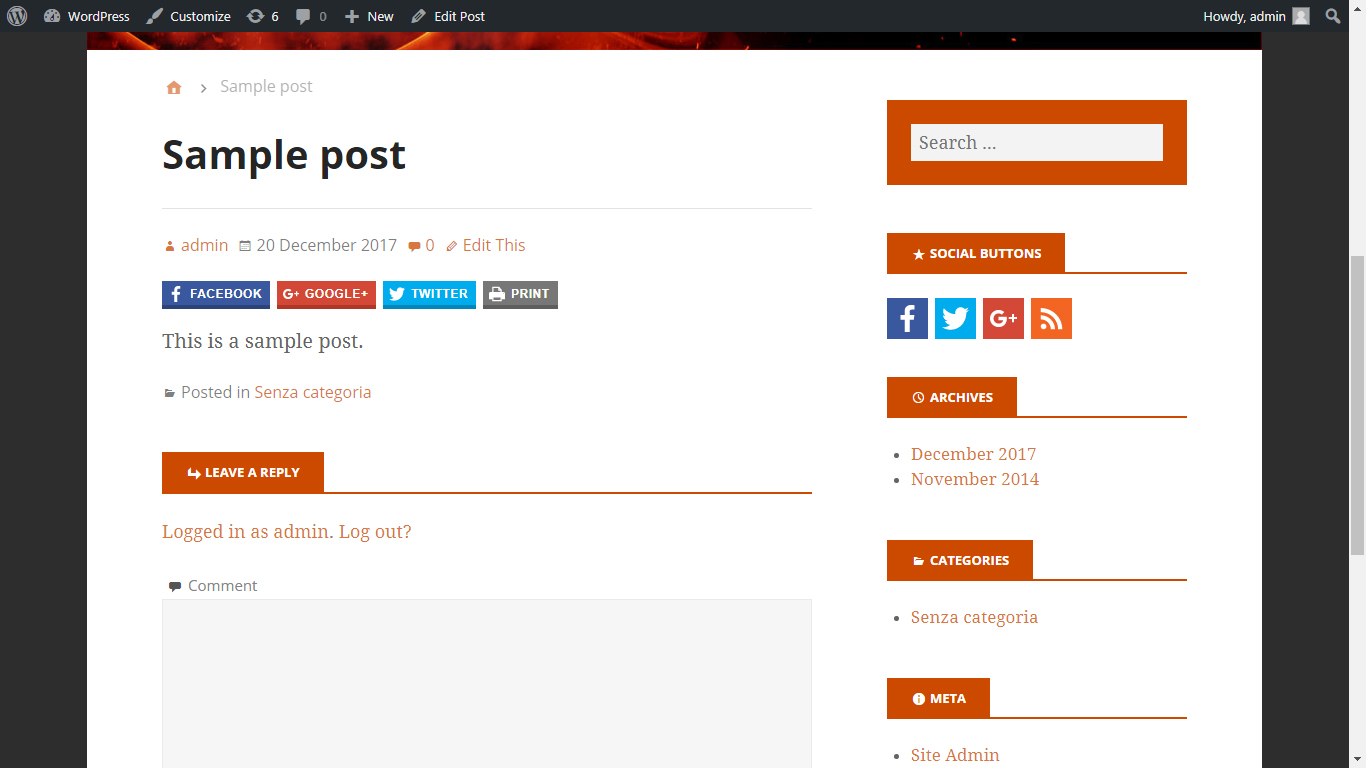 WordPress Customize 6 0 New Edit Post Howdy, admin
Sample post
Sample post
admin 20 December 2017 0 Edit This
FACEBOOK G+ GOOGLE+ TWITTER PRINT
This is a sample post.
Posted in Senza categoria
LEAVE A REPLY
Logged in as admin. Log out?
Comment
Search ...
SOCIAL BUTTONS
G+
ARCHIVES
December 2017
November 2014
CATEGORIES
Senza categoria
META
Site Admin